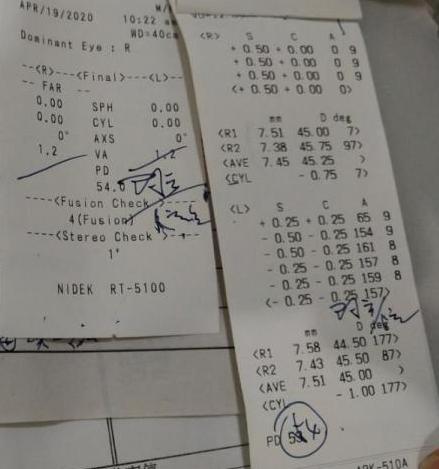 APR/19/2020
10:22
WD=40cm
Dominant Eye : R
--<R>---<Final>---<L>--
-- FAR --
0.00 SPH 0.00
0.00 CYL 0.00
0° AXS 0°
1.2 VA 1.2
PD
54.0
---<Fusion Check>---
4(Fusion)
----<Stereo Check>----
1'
NIDEK RT-5100
<R> S C A
+ 0.50 + 0.00 0 9
+ 0.50 + 0.00 0 9
+ 0.50 + 0.00 0 9
<+ 0.50 + 0.00 0>
mm D deg
<R1 7.51 45.00 7>
<R2 7.38 45.75 97>
<AVE 7.45 45.25 >
<CYL - 0.75 7>
<L> S C A
+ 0.25 + 0.25 65 9
- 0.50 - 0.25 154 9
- 0.50 - 0.25 161 8
- 0.25 - 0.25 157 8
- 0.25 - 0.25 159 8
<- 0.25 - 0.25 157>
mm D deg
<R1 7.58 44.50 177>
<R2 7.43 45.50 87>
<AVE 7.51 45.00 >
<CYL - 1.00 177>
PD
ARK-510A